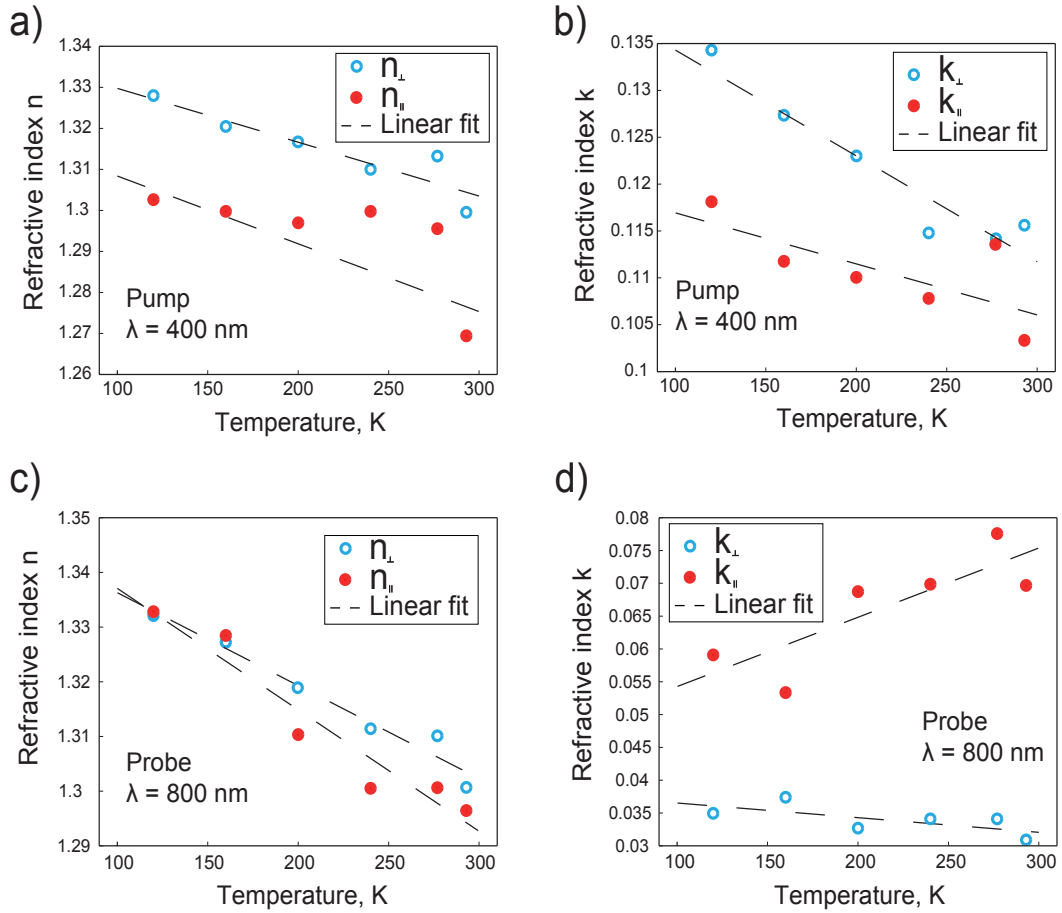 a)
Refractive index n
1.34
1.33
1.32
1.31
1.3
1.29
1.28
1.27
1.26
n⊥
n∥
Linear fit
Pump
λ = 400 nm
100 150 200 250 300
Temperature, K
b)
Refractive index k
0.135
0.13
0.125
0.12
0.115
0.11
0.105
0.1
k⊥
k∥
Linear fit
Pump
λ = 400 nm
100 150 200 250 300
Temperature, K
c)
Refractive index n
1.35
1.34
1.33
1.32
1.31
1.3
1.29
n⊥
n∥
Linear fit
Probe
λ = 800 nm
100 150 200 250 300
Temperature, K
d)
Refractive index k
0.08
0.075
0.07
0.065
0.06
0.055
0.05
0.045
0.04
0.035
0.03
k⊥
k∥
Linear fit
Probe
λ = 800 nm
100 150 200 250 300
Temperature, K